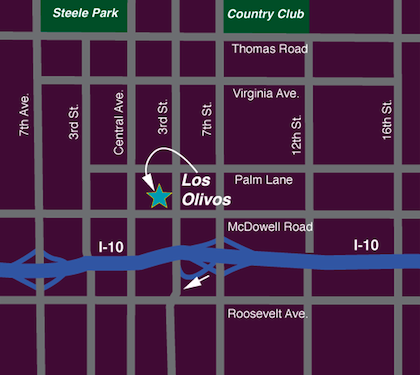 Steele Park
Country Club
Thomas Road
Virginia Ave.
7th Ave.
3rd St.
Central Ave.
3rd St.
7th St.
12th St.
16th St.
Los
Olivos
Palm Lane
McDowell Road
I-10
I-10
Roosevelt Ave.